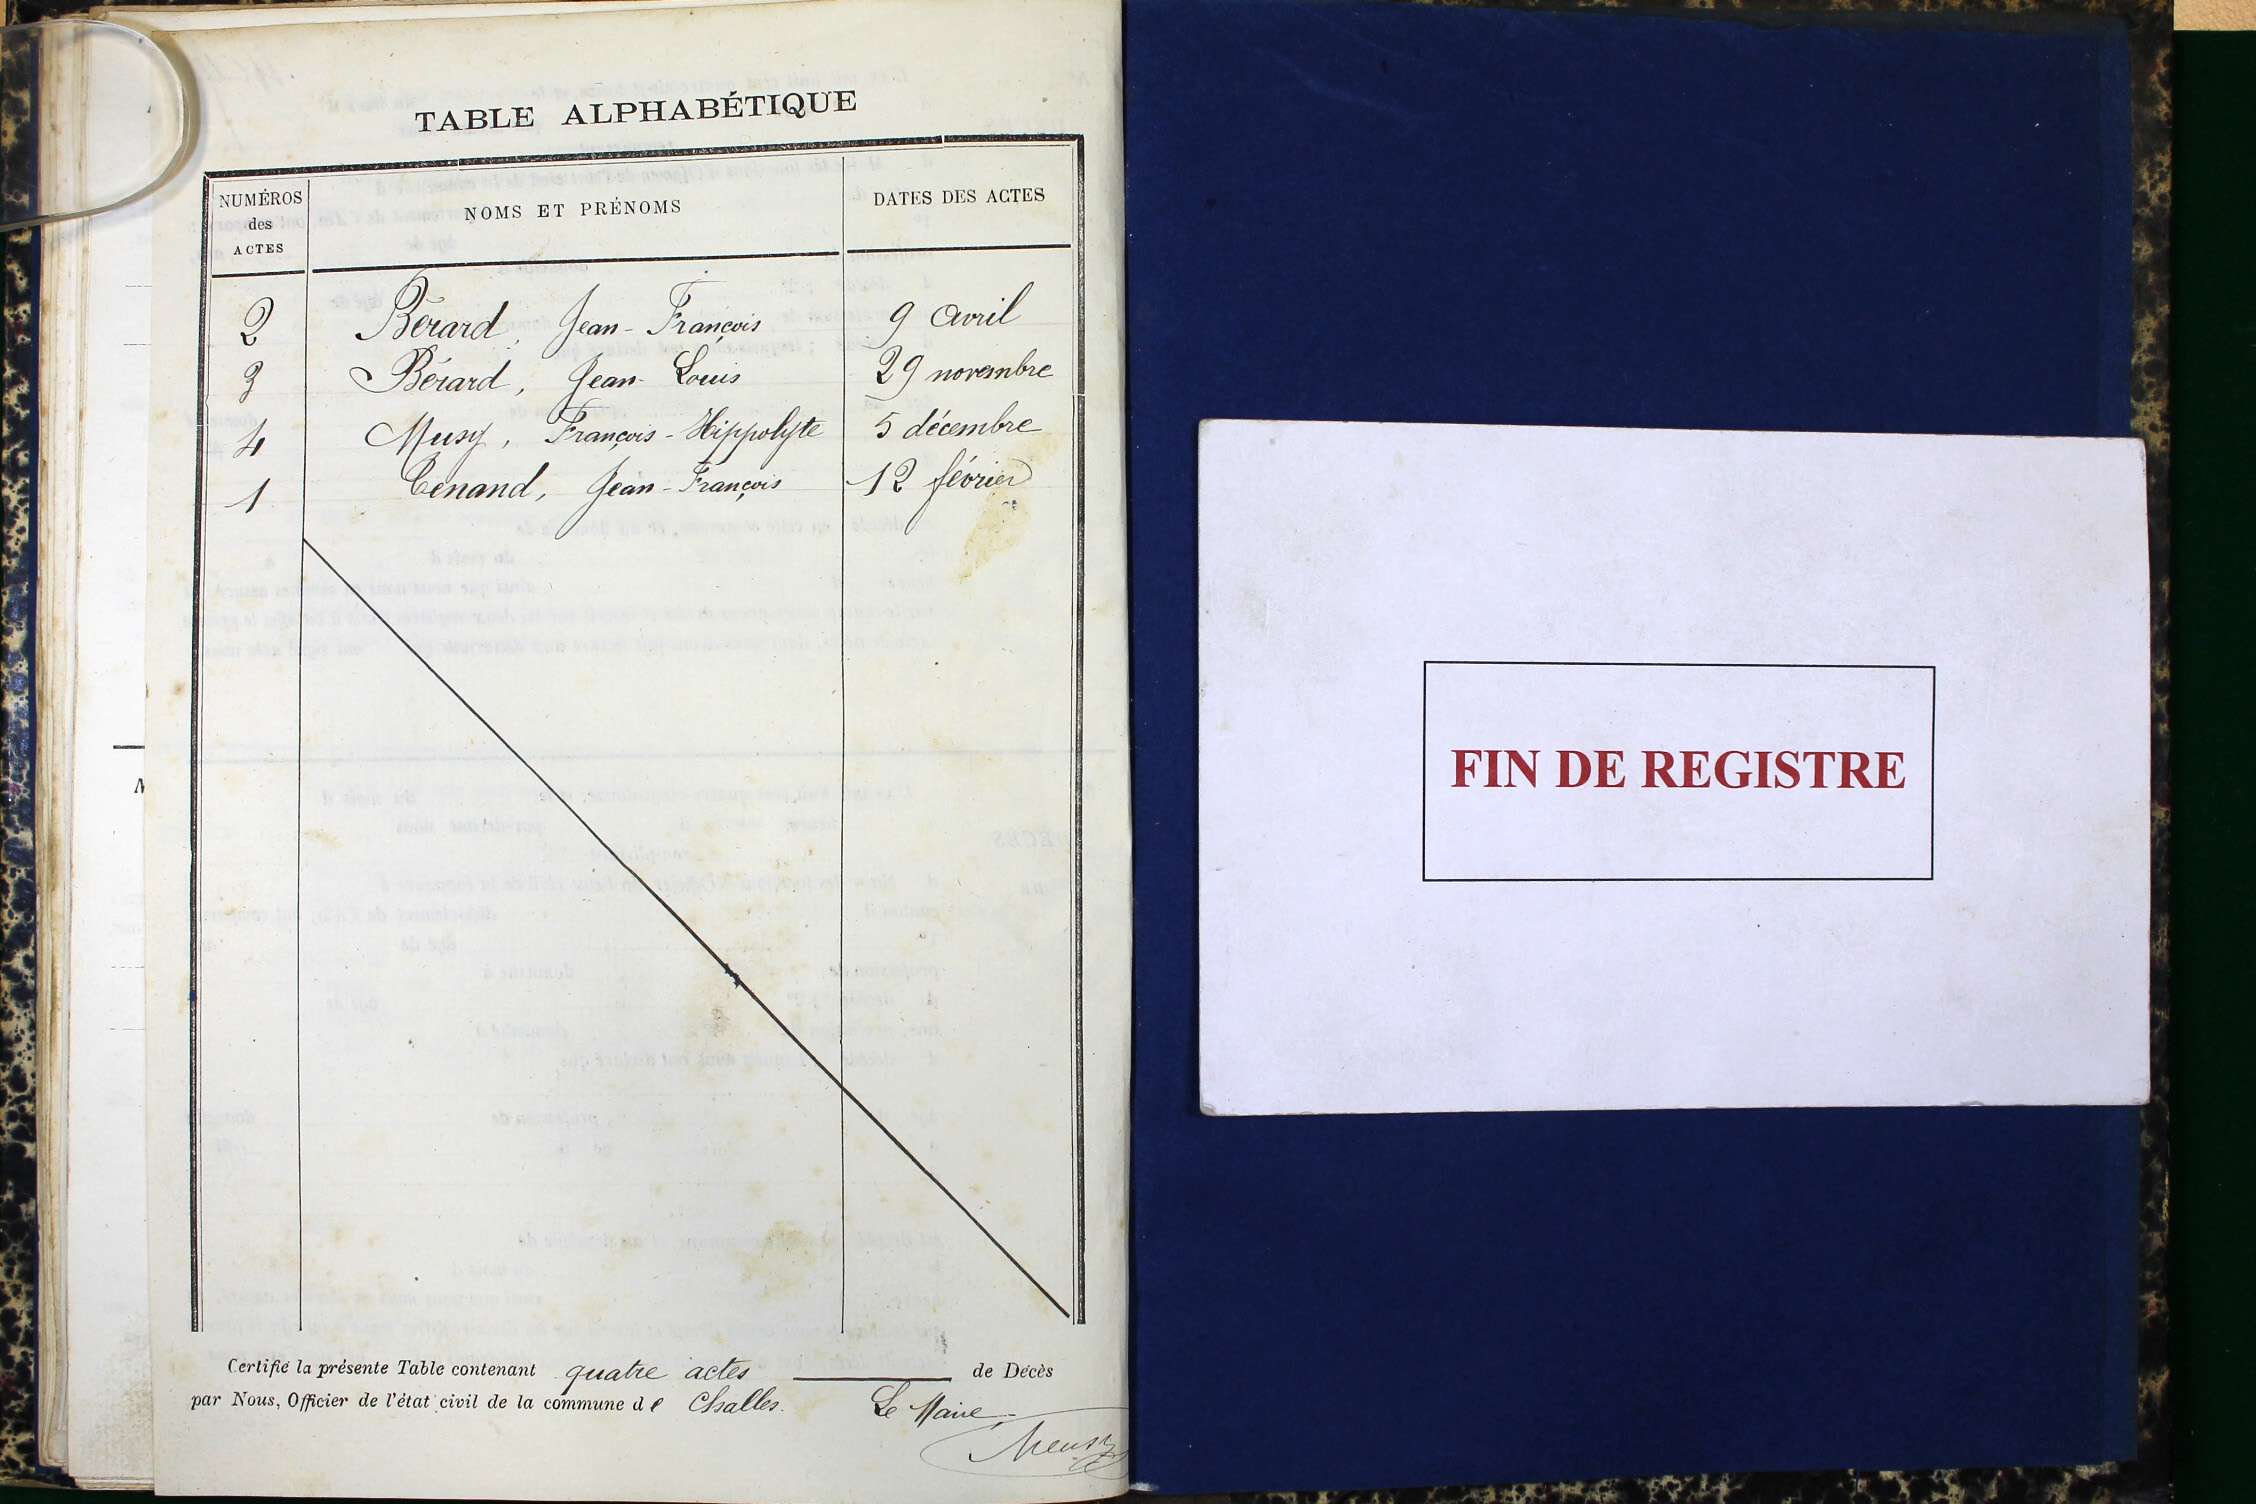 TABLE ALPHABÉTIQUE
NUMÉROS des ACTES
NOMS ET PRÉNOMS
DATES DES ACTES
2 Bérard, Jean-François 9 avril
3 Bérard, Jean-Louis 29 novembre
4 Musy, François-Hippolyte 5 décembre
1 Tenand, Jean-François 12 février
Certifié la présente Table contenant quatre actes de Décès
par Nous, Officier de l'état civil de la commune de Challes.
Le Maire
FIN DE REGISTRE